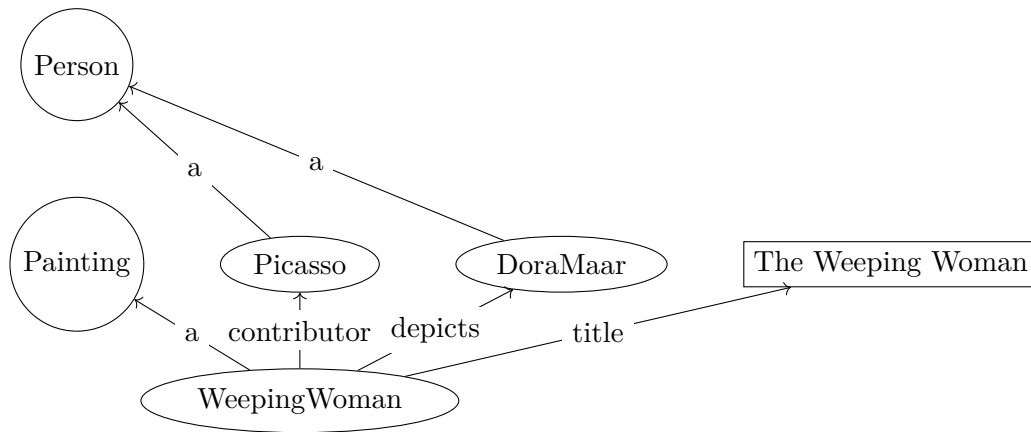 Person
a
a
Painting
Picasso
DoraMaar
The Weeping Woman
a
contributor
depicts
title
WeepingWoman